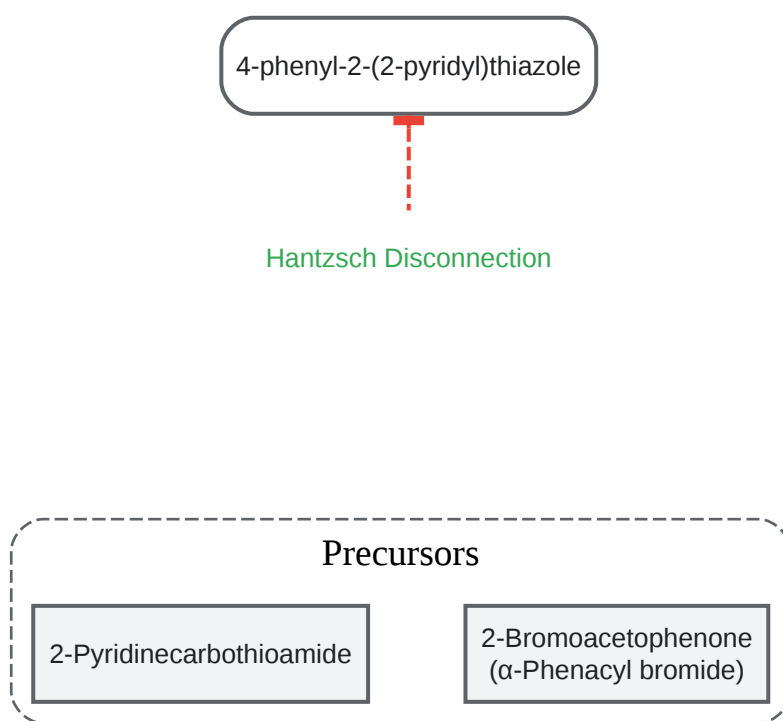 4-phenyl-2-(2-pyridyl)thiazole
Hantzsch Disconnection
Precursors
2-Pyridinecarbothioamide
2-Bromoacetophenone
(α-Phenacyl bromide)